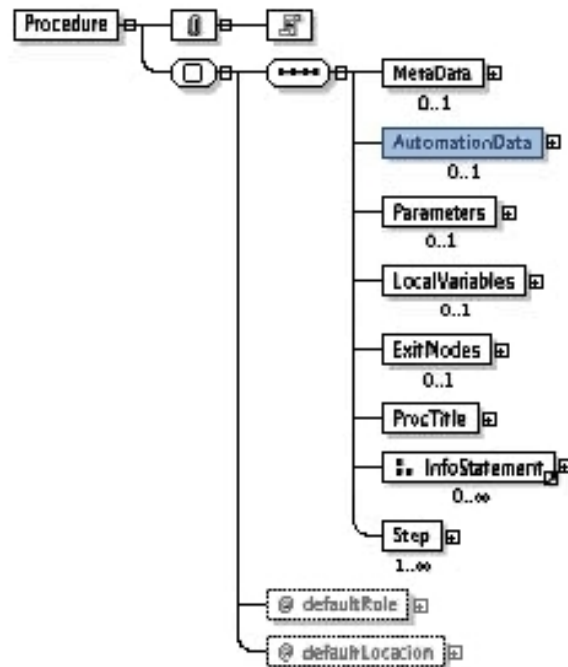 Procedure
MetaData
0..1
AutomationData
0..1
Parameters
0..1
LocalVariables
0..1
ExitNodes
0..1
ProcTitle
InfoStatement
0..∞
Step
1..∞
@ defaultRole
@ defaultLocation